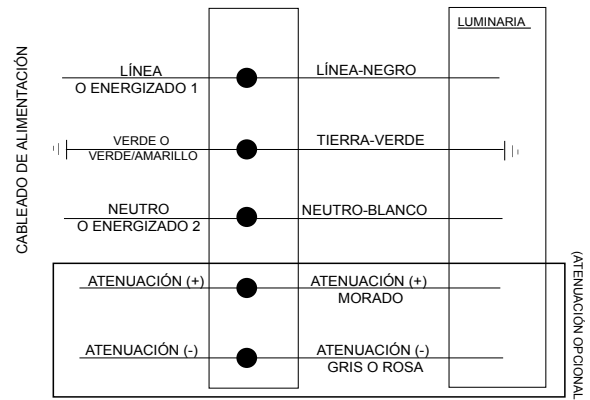 LUMINARIA
CABLEADO DE ALIMENTACIÓN
LÍNEA
O ENERGIZADO 1
LÍNEA-NEGRO
VERDE O
VERDE/AMARILLO
TIERRA-VERDE
NEUTRO
O ENERGIZADO 2
NEUTRO-BLANCO
ATENUACIÓN (+)
ATENUACIÓN (+)
MORADO
ATENUACIÓN (-)
ATENUACIÓN (-)
GRIS O ROSA
(ATENUACIÓN OPCIONAL